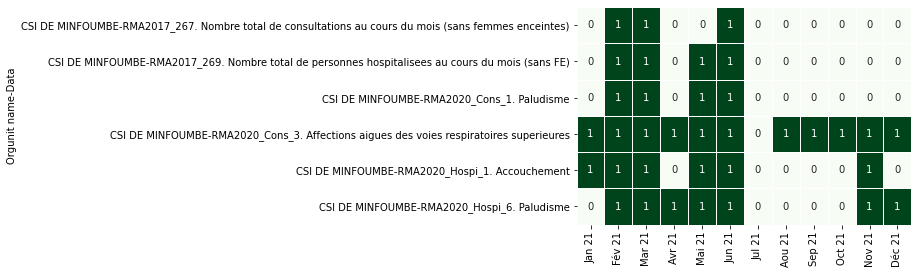 Orgunit name-Data
CSI DE MINFOUMBE-RMA2017_267. Nombre total de consultations au cours du mois (sans femmes enceintes) 0 1 1 0 0 1 0 0 0 0 0 0
CSI DE MINFOUMBE-RMA2017_269. Nombre total de personnes hospitalisees au cours du mois (sans FE) 0 1 1 0 1 1 0 0 0 0 0 0
CSI DE MINFOUMBE-RMA2020_Cons_1. Paludisme 0 1 1 0 1 1 0 0 0 0 0 0
CSI DE MINFOUMBE-RMA2020_Cons_3. Affections aigues des voies respiratoires superieures 1 1 1 1 1 1 0 1 1 1 1 1
CSI DE MINFOUMBE-RMA2020_Hospi_1. Accouchement 1 1 1 0 1 1 0 0 0 0 1 0
CSI DE MINFOUMBE-RMA2020_Hospi_6. Paludisme 0 1 1 1 1 1 0 0 0 0 1 1
Jan 21 Fév 21 Mar 21 Avr 21 Mai 21 Jun 21 Jul 21 Aou 21 Sep 21 Oct 21 Nov 21 Déc 21